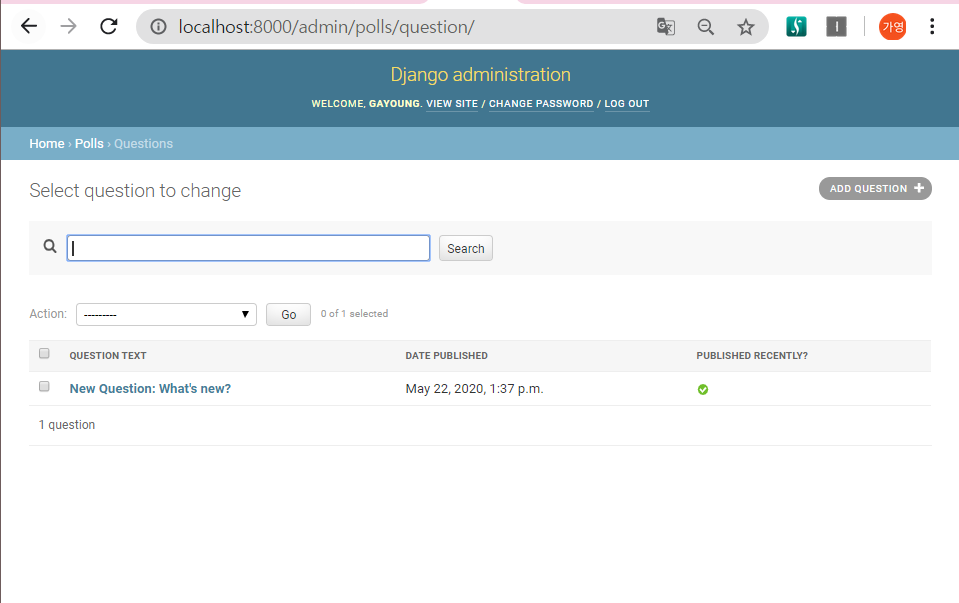 localhost:8000/admin/polls/question/
가영
Django administration
WELCOME, GAYOUNG. VIEW SITE / CHANGE PASSWORD / LOG OUT
Home › Polls › Questions
Select question to change
ADD QUESTION +
Search
Action: --------- Go 0 of 1 selected
QUESTION TEXT DATE PUBLISHED PUBLISHED RECENTLY?
New Question: What's new? May 22, 2020, 1:37 p.m.
1 question